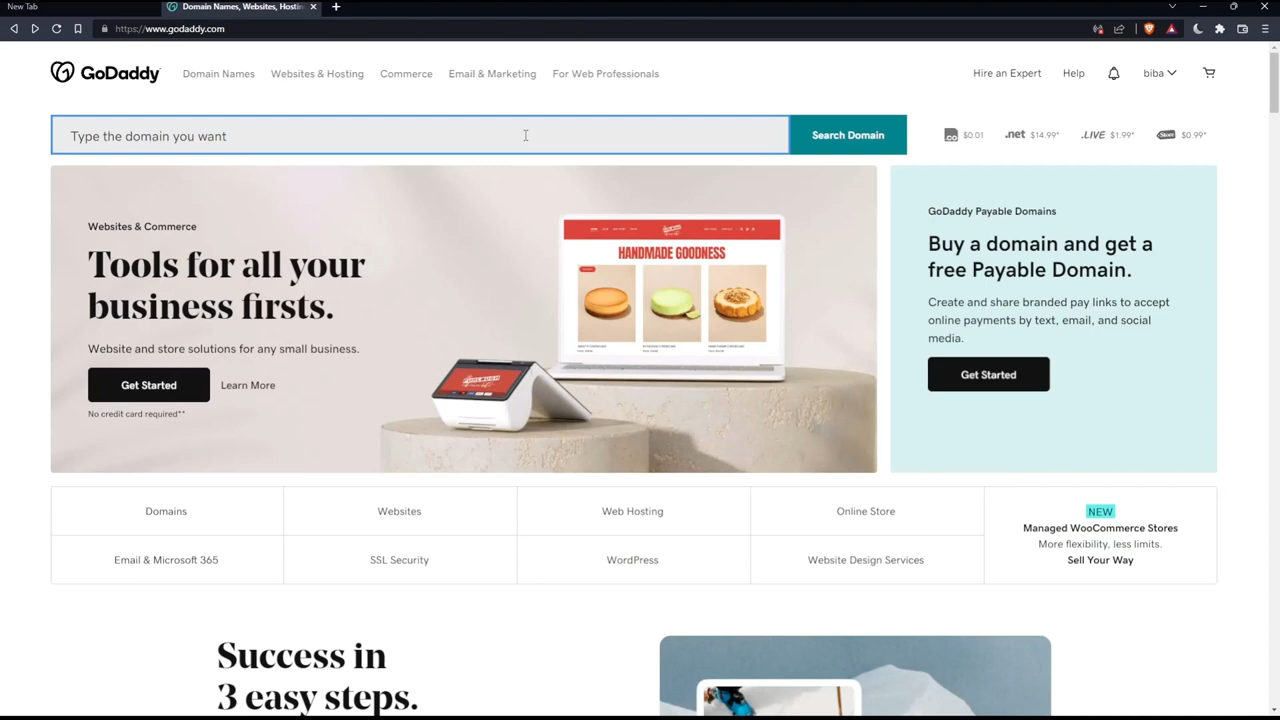 New Tab
Domain Names, Websites, Hostin
https://www.godaddy.com
GoDaddy
Domain Names
Websites & Hosting
Commerce
Email & Marketing
For Web Professionals
Hire an Expert
Help
biba
Type the domain you want
Search Domain
.co $0.01
.net $14.99*
.LIVE $1.99*
.Store $0.99*
Websites & Commerce
Tools for all your
business firsts.
Website and store solutions for any small business.
Get Started
Learn More
No credit card required**
HANDMADE GOODNESS
GoDaddy Payable Domains
Buy a domain and get a
free Payable Domain.
Create and share branded pay links to accept
online payments by text, email, and social
media.
Get Started
Domains
Websites
Web Hosting
Online Store
NEW
Managed WooCommerce Stores
More flexibility, less limits.
Sell Your Way
Email & Microsoft 365
SSL Security
WordPress
Website Design Services
Success in
3 easy steps.